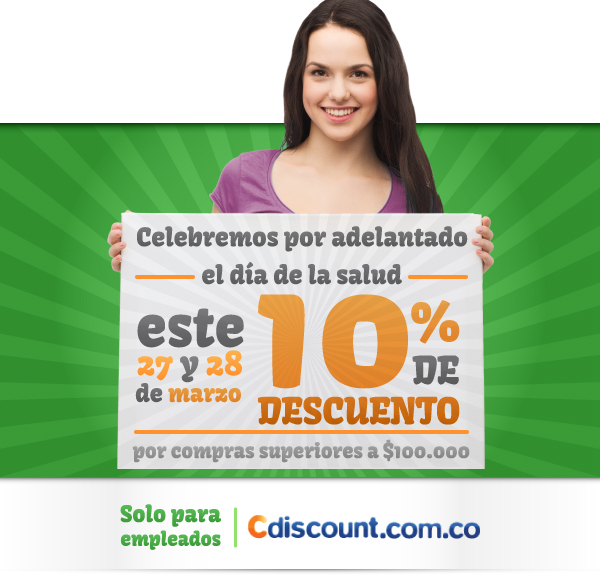 Celebremos por adelantado
el día de la salud
este
27 y 28
de marzo
10%
DE
DESCUENTO
por compras superiores a $100.000
Solo para
empleados
Cdiscount.com.co